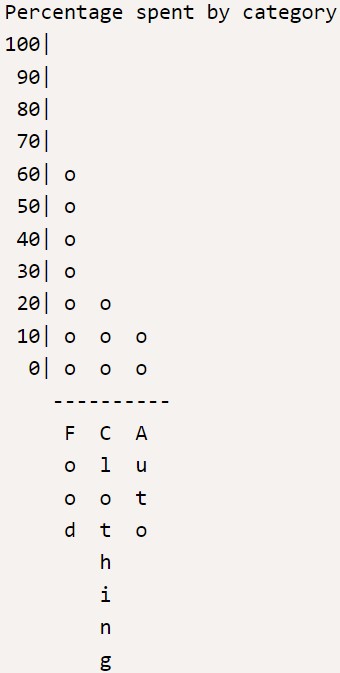 Percentage spent by category
100|
 90|
 80|
 70|
 60| o
 50| o
 40| o
 30| o
 20| o  o
 10| o  o  o
  0| o  o  o
    ----------
     F  C  A
     o  l  u
     o  o  t
     d  t  o
        h
        i
        n
        g